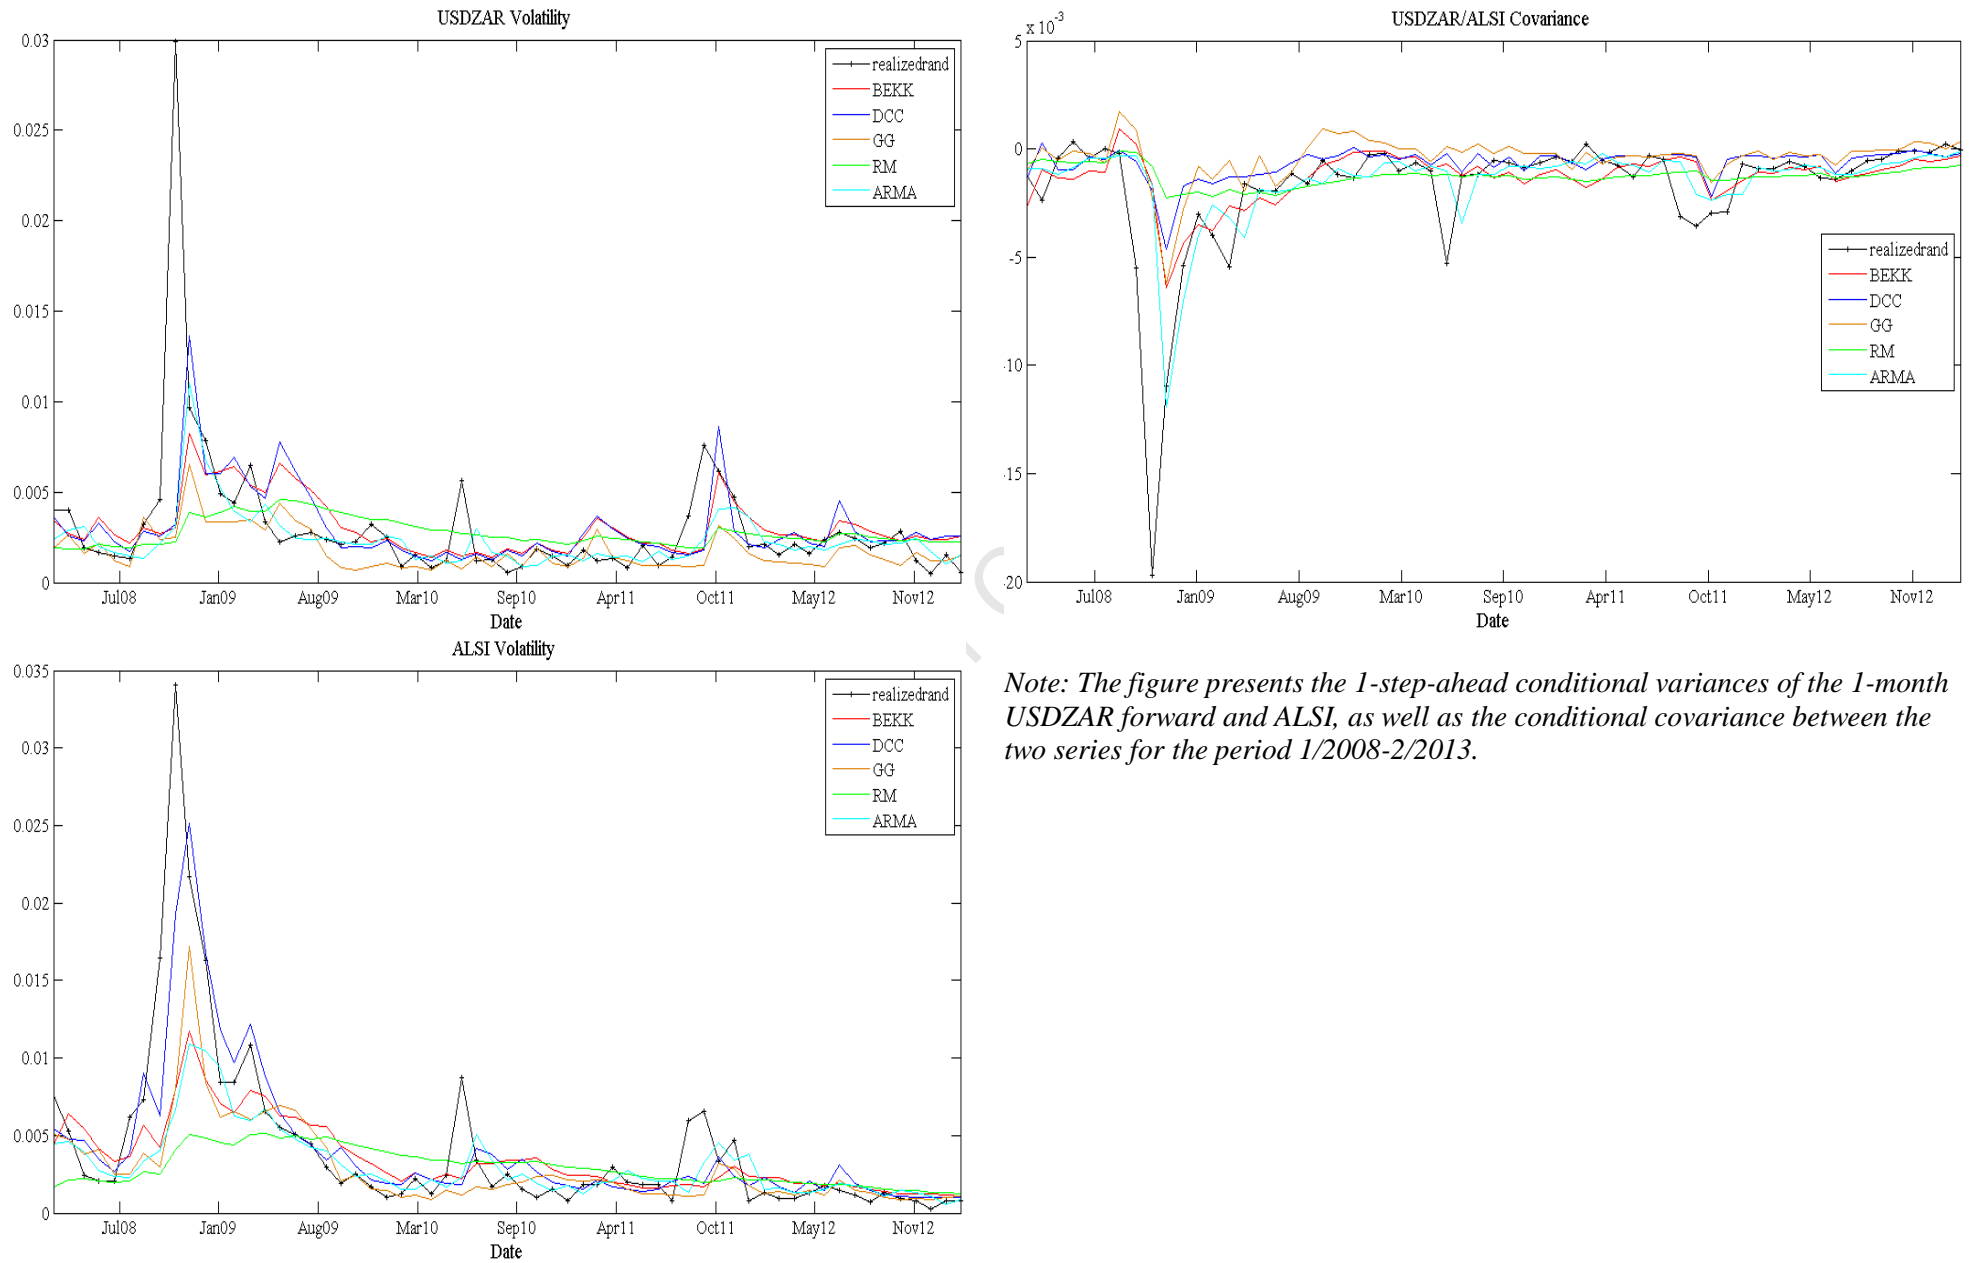 USDZAR Volatility
0.03
0.025
0.02
0.015
0.01
0.005
0
Jul08 Jan09 Aug09 Mar10 Sep10 Apr11 Oct11 May12 Nov12
Date
realizedrand
BEKK
DCC
GG
RM
ARMA
USDZAR/ALSI Covariance
x 10-3
5
0
-5
-10
-15
-20
Jul08 Jan09 Aug09 Mar10 Sep10 Apr11 Oct11 May12 Nov12
Date
realizedrand
BEKK
DCC
GG
RM
ARMA
ALSI Volatility
0.035
0.03
0.025
0.02
0.015
0.01
0.005
0
Jul08 Jan09 Aug09 Mar10 Sep10 Apr11 Oct11 May12 Nov12
Date
realizedrand
BEKK
DCC
GG
RM
ARMA
Note: The figure presents the 1-step-ahead conditional variances of the 1-month
USDZAR forward and ALSI, as well as the conditional covariance between the
two series for the period 1/2008-2/2013.